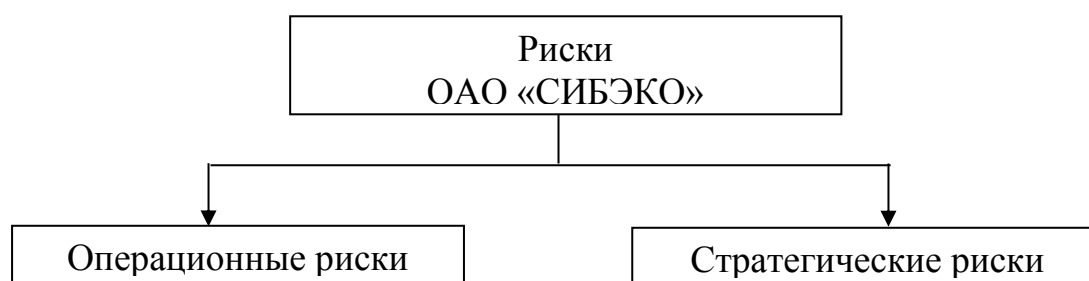 Риски
ОАО «СИБЭКО»
Операционные риски
Стратегические риски